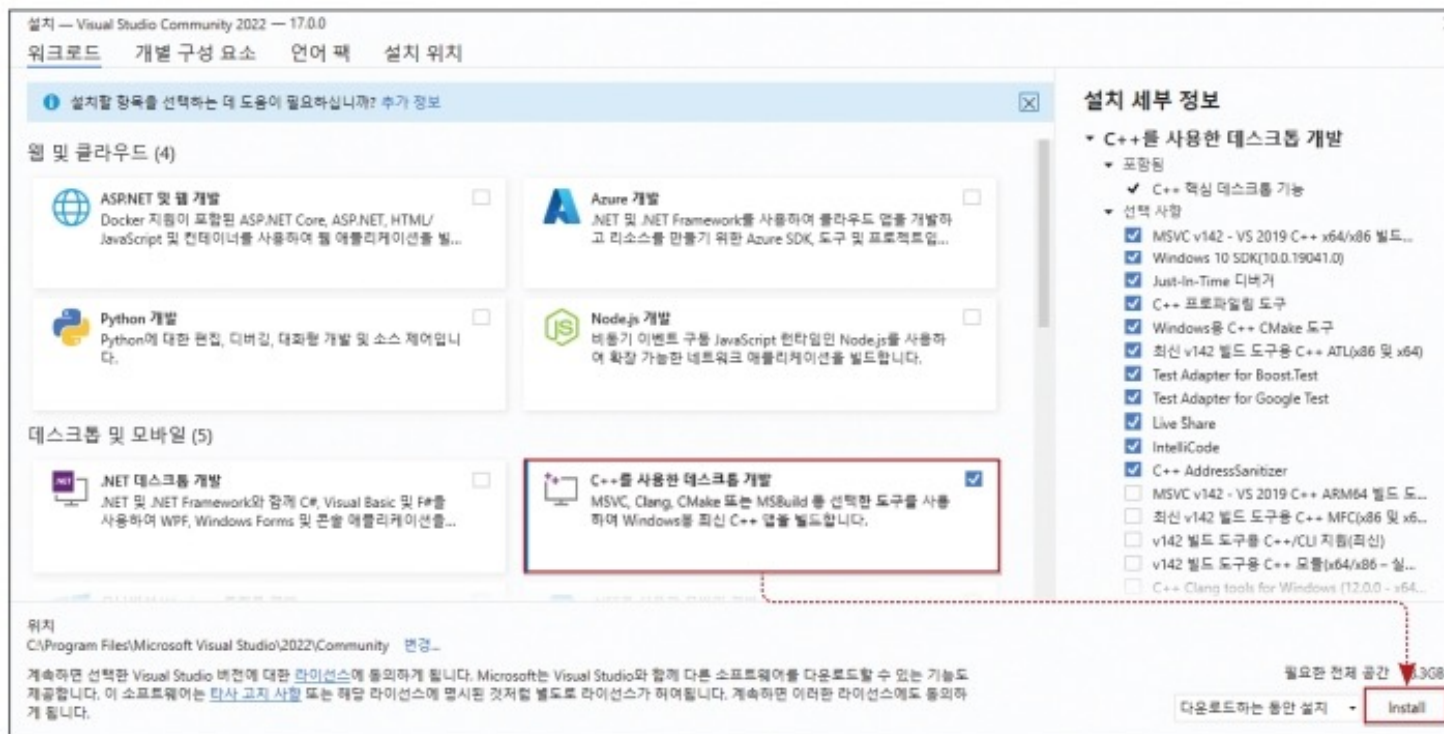 설치 — Visual Studio Community 2022 — 17.0.0
워크로드 개별 구성 요소 언어 팩 설치 위치
설치할 항목을 선택하는 데 도움이 필요하십니까? 추가 정보
웹 및 클라우드 (4)
ASP.NET 및 웹 개발
Docker 지원이 포함된 ASP.NET Core, ASP.NET, HTML/
JavaScript 및 컨테이너를 사용하여 웹 애플리케이션을 빌...
Azure 개발
.NET 및 .NET Framework를 사용하여 클라우드 앱을 개발하
고 리소스를 만들기 위한 Azure SDK, 도구 및 프로젝트입...
Python 개발
Python에 대한 편집, 디버깅, 대화형 개발 및 소스 제어입니
다.
Node.js 개발
비동기 이벤트 구동 JavaScript 런타임인 Node.js를 사용하
여 확장 가능한 네트워크 애플리케이션을 빌드합니다.
데스크톱 및 모바일 (5)
.NET 데스크톱 개발
.NET 및 .NET Framework와 함께 C#, Visual Basic 및 F#을
사용하여 WPF, Windows Forms 및 콘솔 애플리케이션을...
C++를 사용한 데스크톱 개발
MSVC, Clang, CMake 또는 MSBuild 등 선택한 도구를 사용
하여 Windows용 최신 C++ 앱을 빌드합니다.
설치 세부 정보
C++를 사용한 데스크톱 개발
포함됨
C++ 핵심 데스크톱 기능
선택 사항
MSVC v142 - VS 2019 C++ x64/x86 빌드...
Windows 10 SDK(10.0.19041.0)
Just-In-Time 디버거
C++ 프로파일링 도구
Windows용 C++ CMake 도구
최신 v142 빌드 도구용 C++ ATL(x86 및 x64)
Test Adapter for Boost.Test
Test Adapter for Google Test
Live Share
IntelliCode
C++ AddressSanitizer
MSVC v142 - VS 2019 C++ ARM64 빌드 도...
최신 v142 빌드 도구용 C++ MFC(x86 및 x6...
v142 빌드 도구용 C++/CLI 지원(최신)
v142 빌드 도구용 C++ 모듈(x64/x86 – 실...
C++ Clang tools for Windows (12.0.0 - x64...
위치
C:\Program Files\Microsoft Visual Studio\2022\Community 변경...
계속하면 선택한 Visual Studio 버전에 대한 라이선스에 동의하게 됩니다. Microsoft는 Visual Studio와 함께 다른 소프트웨어를 다운로드할 수 있는 기능도
제공합니다. 이 소프트웨어는 타사 고지 사항 또는 해당 라이선스에 명시된 것처럼 별도로 라이선스가 허여됩니다. 계속하면 이러한 라이선스에도 동의하
게 됩니다.
필요한 전체 공간
다운로드하는 동안 설치 Install